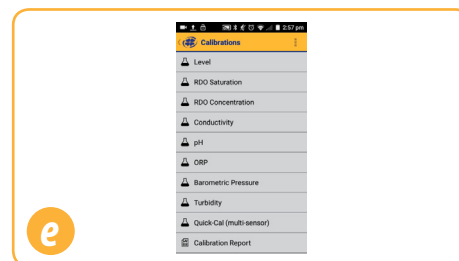 2:57 pm
Calibrations
Level
RDO Saturation
RDO Concentration
Conductivity
pH
ORP
Barometric Pressure
Turbidity
Quick-Cal (multi-sensor)
Calibration Report
e